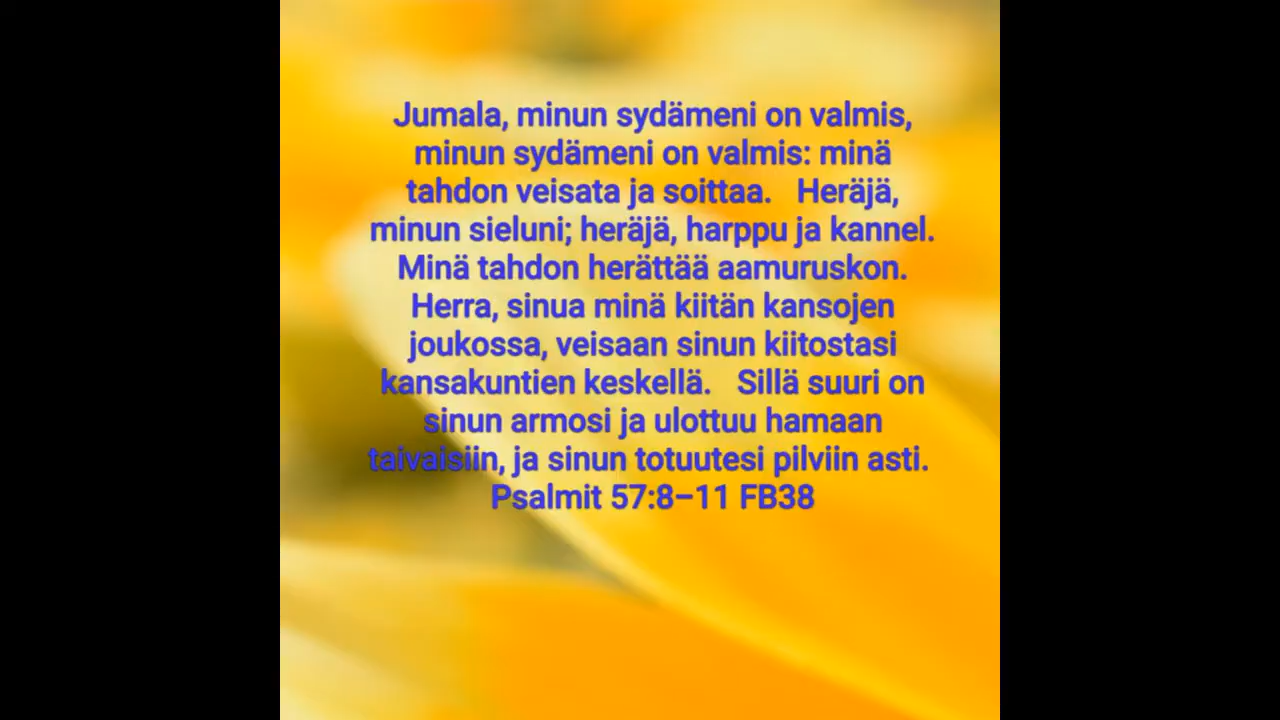 Jumala, minun sydämeni on valmis,
minun sydämeni on valmis: minä
tahdon veisata ja soittaa.   Heräjä,
minun sieluni; heräjä, harppu ja kannel.
Minä tahdon herättää aamuruskon.
Herra, sinua minä kiitän kansojen
joukossa, veisaan sinun kiitostasi
kansakuntien keskellä.   Sillä suuri on
sinun armosi ja ulottuu hamaan
taivaisiin, ja sinun totuutesi pilviin asti.
Psalmit 57:8–11 FB38